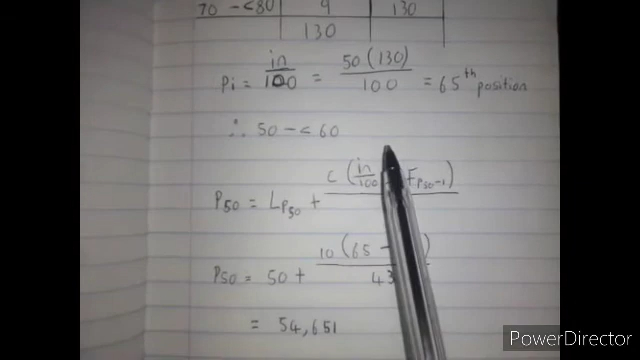 70 -<80 9 130
130
Pi = in/100 = 50(130)/100 = 65th position
∴ 50 -< 60
P50 = LP50 + C (in/100 FP50-1)
P50 = 50 + 10 (65 - )/43
= 54,651
PowerDirector